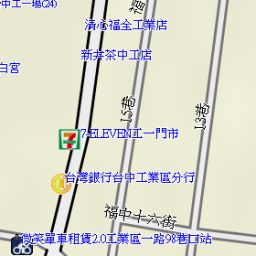 中工一場(24)
清心福全工業店
福
新井茶中工店
白宮
15巷
13巷
7-ELEVEN工一門市
台灣銀行台中工業區分行
福中十六街
微笑單車租賃2.0工業區一路98巷口站